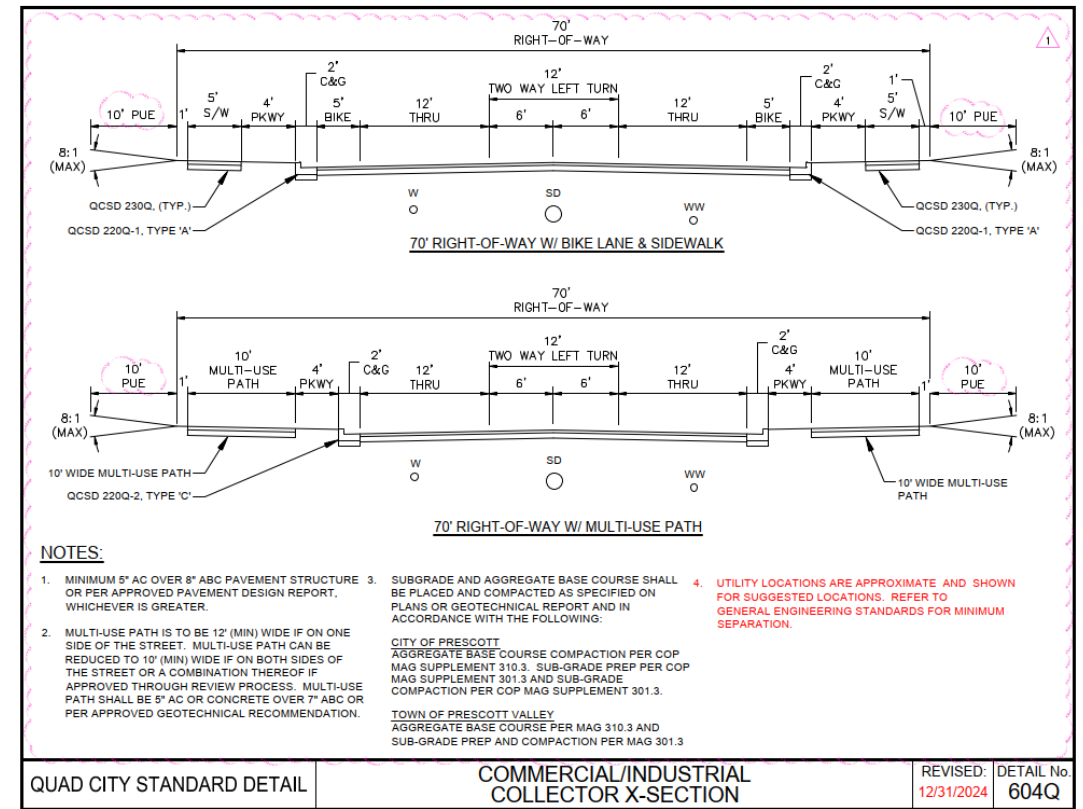 70'
RIGHT-OF-WAY
1
2'
C&G
12'
TWO WAY LEFT TURN
2'
C&G
1'
10' PUE
1'
5'
S/W
4'
PKWY
5'
BIKE
12'
THRU
6'
6'
12'
THRU
5'
BIKE
4'
PKWY
5'
S/W
10' PUE
8:1
(MAX)
8:1
(MAX)
QCSD 230Q, (TYP.)
QCSD 220Q-1, TYPE 'A'
W
SD
WW
QCSD 230Q, (TYP.)
QCSD 220Q-1, TYPE 'A'
70' RIGHT-OF-WAY W/ BIKE LANE & SIDEWALK
70'
RIGHT-OF-WAY
10'
PUE
1'
10'
MULTI-USE
PATH
4'
PKWY
2'
C&G
12'
THRU
12'
TWO WAY LEFT TURN
6'
6'
12'
THRU
2'
C&G
4'
PKWY
10'
MULTI-USE
PATH
1'
10'
PUE
8:1
(MAX)
8:1
(MAX)
10' WIDE MULTI-USE PATH
QCSD 220Q-2, TYPE 'C'
W
SD
WW
10' WIDE MULTI-USE
PATH
70' RIGHT-OF-WAY W/ MULTI-USE PATH
NOTES:
1. MINIMUM 5" AC OVER 8" ABC PAVEMENT STRUCTURE
OR PER APPROVED PAVEMENT DESIGN REPORT,
WHICHEVER IS GREATER.
2. MULTI-USE PATH IS TO BE 12' (MIN) WIDE IF ON ONE
SIDE OF THE STREET. MULTI-USE PATH CAN BE
REDUCED TO 10' (MIN) WIDE IF ON BOTH SIDES OF
THE STREET OR A COMBINATION THEREOF IF
APPROVED THROUGH REVIEW PROCESS. MULTI-USE
PATH SHALL BE 5" AC OR CONCRETE OVER 7" ABC OR
PER APPROVED GEOTECHNICAL RECOMMENDATION.
3. SUBGRADE AND AGGREGATE BASE COURSE SHALL
BE PLACED AND COMPACTED AS SPECIFIED ON
PLANS OR GEOTECHNICAL REPORT AND IN
ACCORDANCE WITH THE FOLLOWING:
CITY OF PRESCOTT
AGGREGATE BASE COURSE COMPACTION PER COP
MAG SUPPLEMENT 310.3. SUB-GRADE PREP PER COP
MAG SUPPLEMENT 301.3 AND SUB-GRADE
COMPACTION PER COP MAG SUPPLEMENT 301.3.
TOWN OF PRESCOTT VALLEY
AGGREGATE BASE COURSE PER MAG 310.3 AND
SUB-GRADE PREP AND COMPACTION PER MAG 301.3
4. UTILITY LOCATIONS ARE APPROXIMATE AND SHOWN
FOR SUGGESTED LOCATIONS. REFER TO
GENERAL ENGINEERING STANDARDS FOR MINIMUM
SEPARATION.
QUAD CITY STANDARD DETAIL
COMMERCIAL/INDUSTRIAL
COLLECTOR X-SECTION
REVISED:
12/31/2024
DETAIL No.
604Q